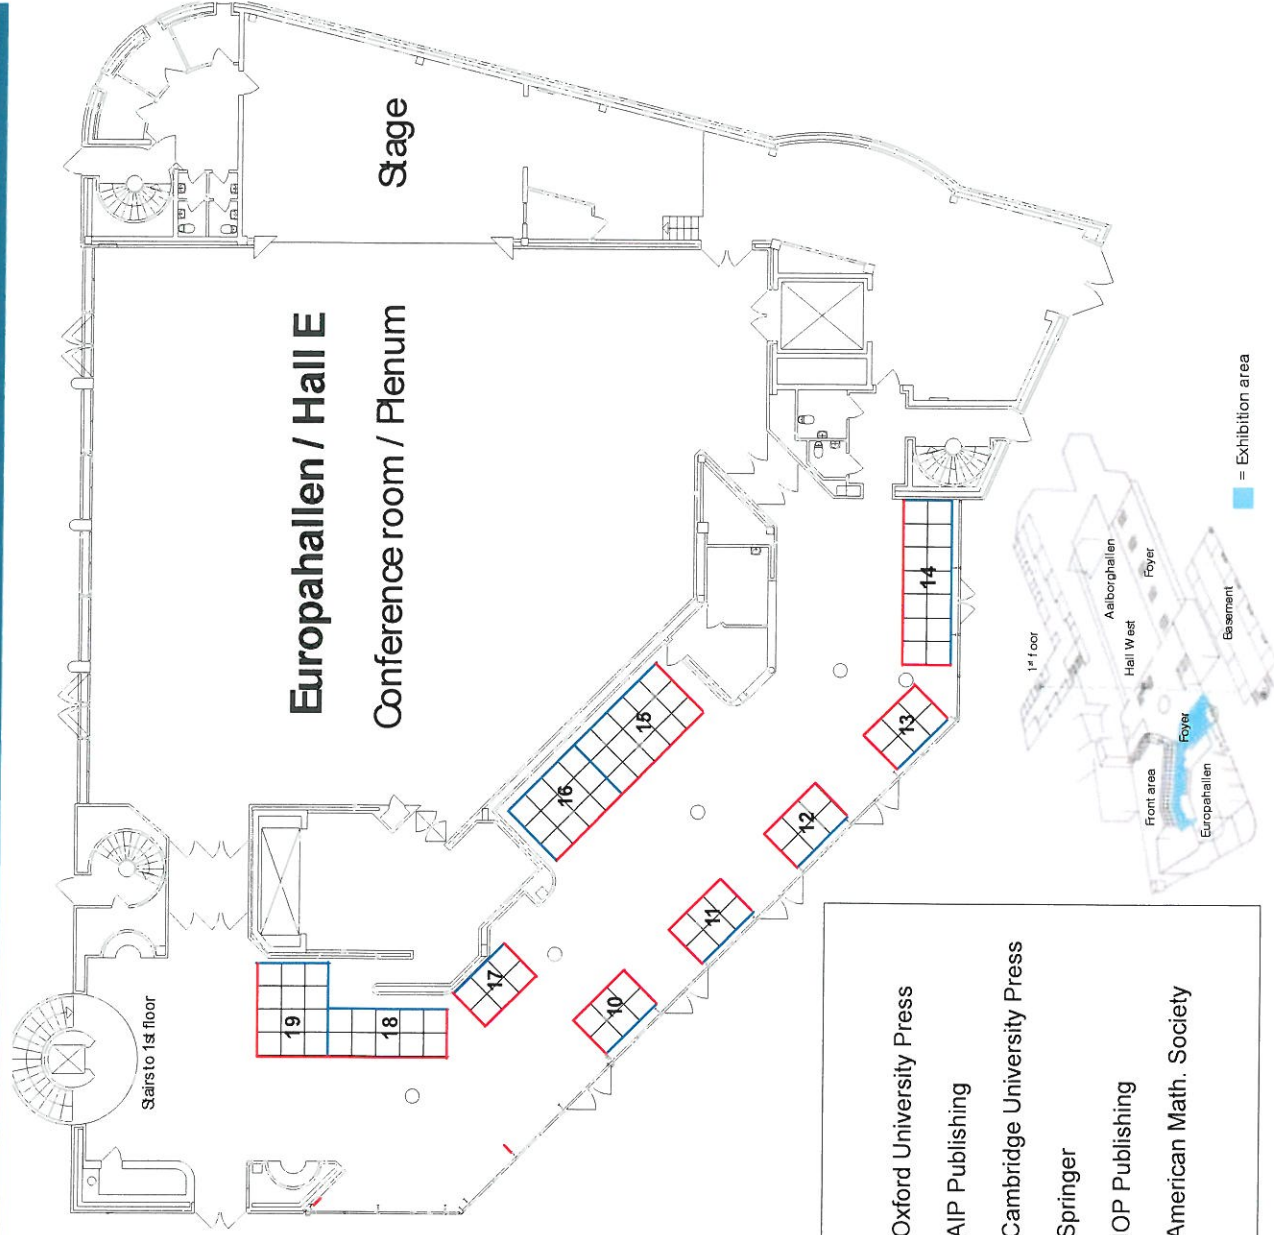 Stage
Europahallen / Hall E
Conference room / Plenum
Stairs to 1st floor
19
18
17
16
15
14
13
12
11
10
1st floor
Aalborghallen
Hall West
Foyer
Basement
Front area
Foyer
Europahallen
= Exhibition area
Oxford University Press
AIP Publishing
Cambridge University Press
Springer
IOP Publishing
American Math. Society